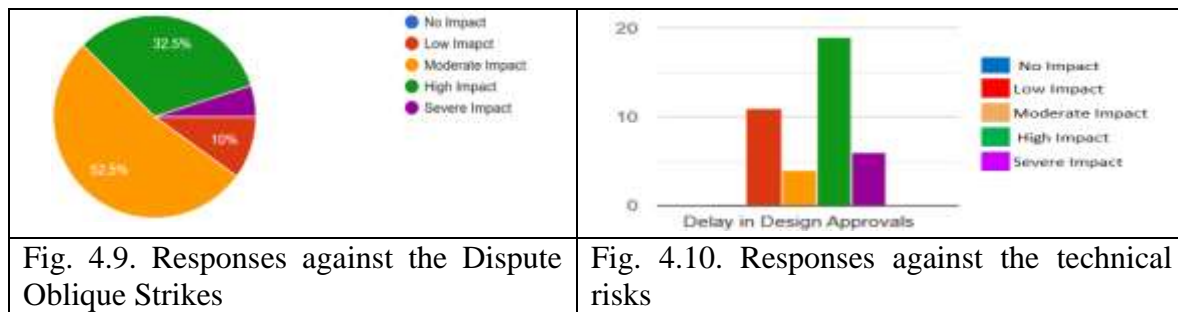 32.5%
10%
52.5%
No Impact
Low Imapct
Moderate Impact
High Impact
Severe Impact
20
10
0
Delay in Design Approvals
No Impact
Low Impact
Moderate Impact
High Impact
Severe Impact
Fig. 4.9. Responses against the Dispute
Oblique Strikes
Fig. 4.10. Responses against the technical
risks